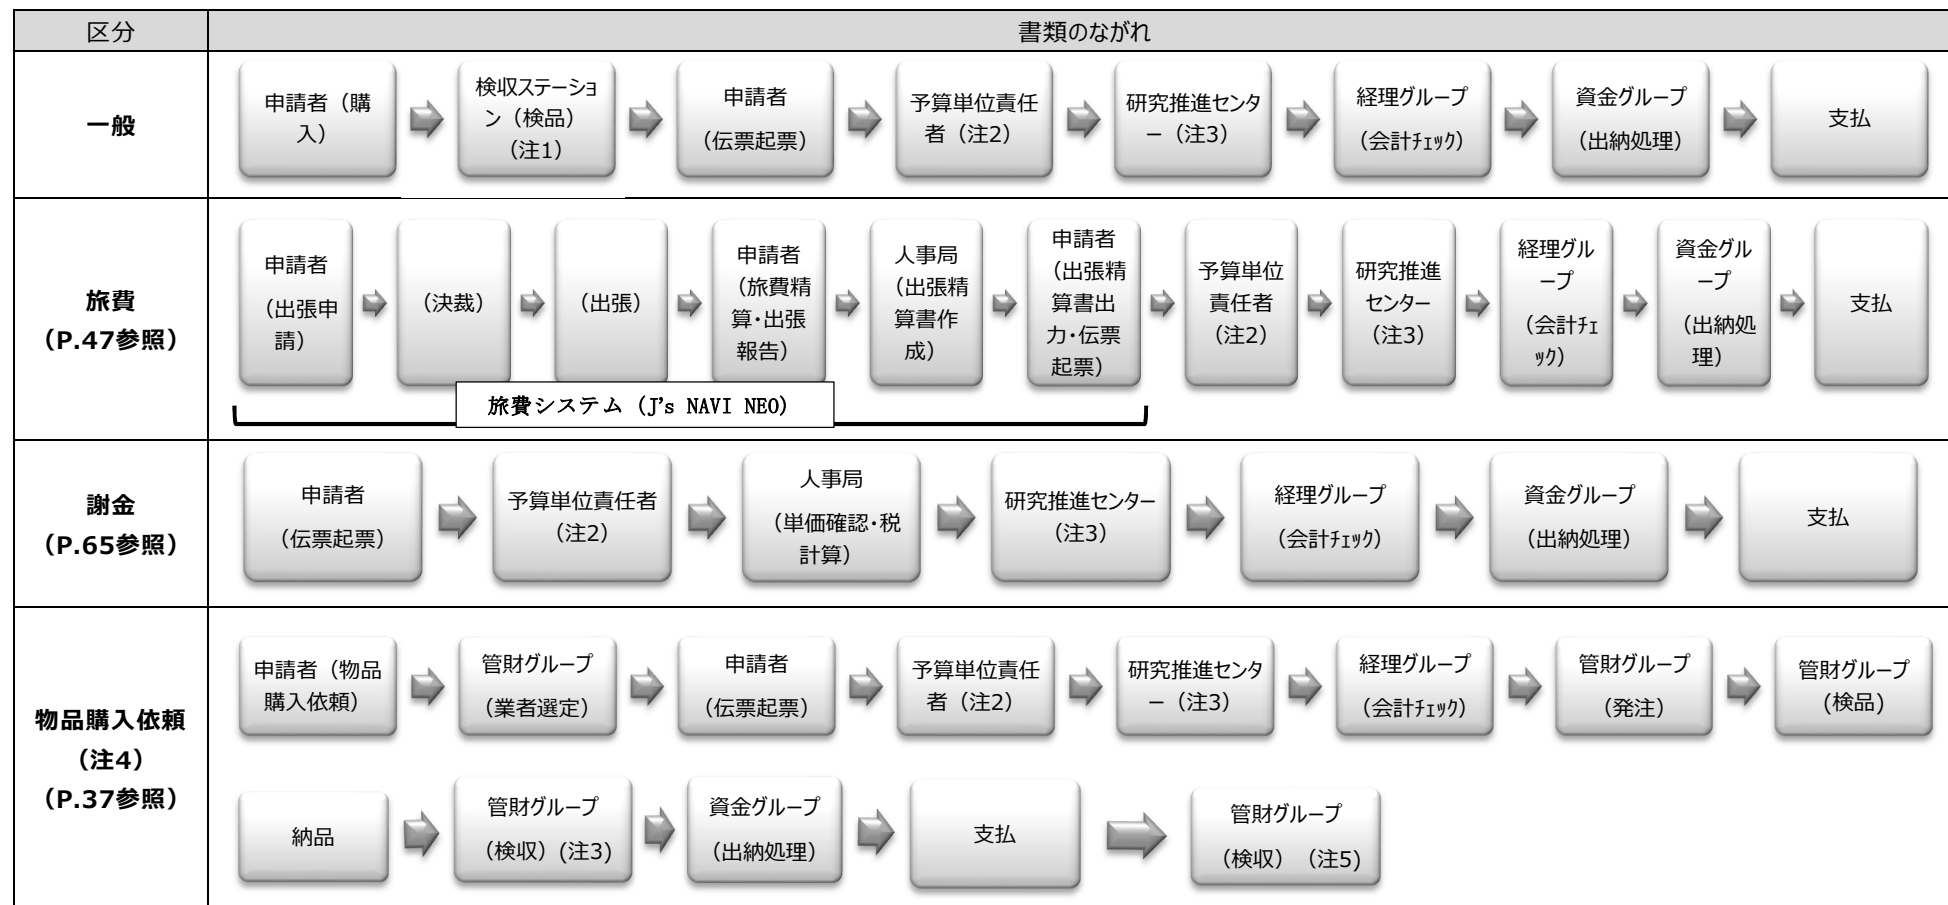 区分
書類のながれ
一般
申請者（購
入）
検収ステーショ
ン（検品）
（注1）
申請者
（伝票起票）
予算単位責任
者（注2）
研究推進センタ
ー（注3）
経理グループ
（会計ﾁｪｯｸ）
資金グループ
（出納処理）
支払
旅費
（P.47参照）
申請者
（出張申
請）
（決裁）
（出張）
申請者
（旅費精
算･出張
報告）
人事局
（出張精
算書作
成）
申請者
（出張精
算書出
力･伝票
起票）
予算単位
責任者
（注2）
研究推進
センター
（注3）
経理グル
ープ
（会計ﾁｪ
ｯｸ）
資金グル
ープ
（出納処
理）
支払
旅費システム（J's NAVI NEO）
謝金
（P.65参照）
申請者
（伝票起票）
予算単位責任者
（注2）
人事局
（単価確認･税
計算）
研究推進センター
（注3）
経理グループ
（会計ﾁｪｯｸ）
資金グループ
（出納処理）
支払
物品購入依頼
（注4）
（P.37参照）
申請者（物品
購入依頼）
管財グループ
（業者選定）
申請者
（伝票起票）
予算単位責任
者（注2）
研究推進センタ
ー（注3）
経理グループ
（会計ﾁｪｯｸ）
管財グループ
（発注）
管財グループ
（検品）
納品
管財グループ
（検収）(注3)
資金グループ
（出納処理）
支払
管財グループ
（検収）（注5)